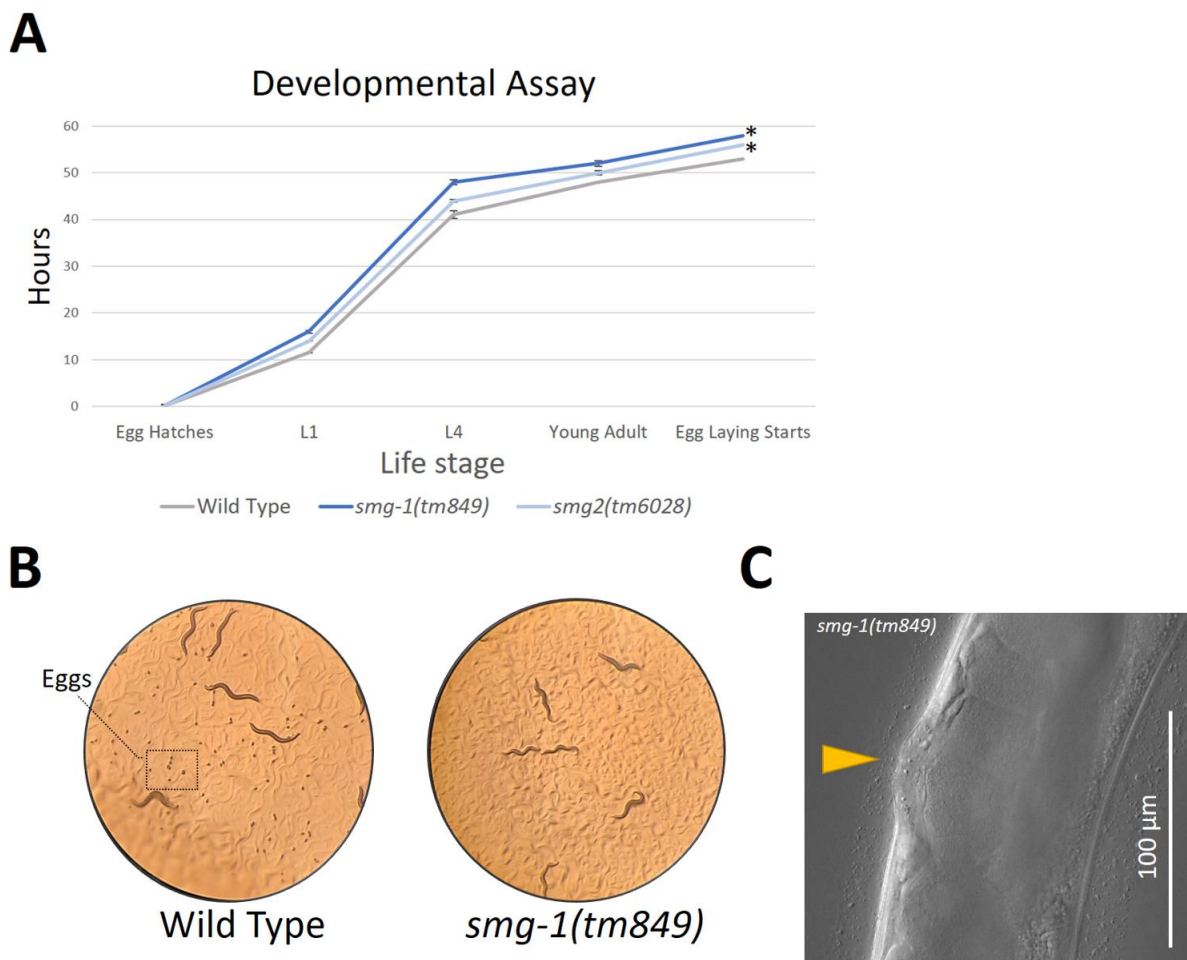 A
Developmental Assay
60
50
40
30
20
10
0
Hours
*
*
Egg Hatches L1 L4 Young Adult Egg Laying Starts
Life stage
Wild Type smg-1(tm849) smg2(tm6028)
B
Eggs
Wild Type smg-1(tm849)
C
smg-1(tm849)
100 µm